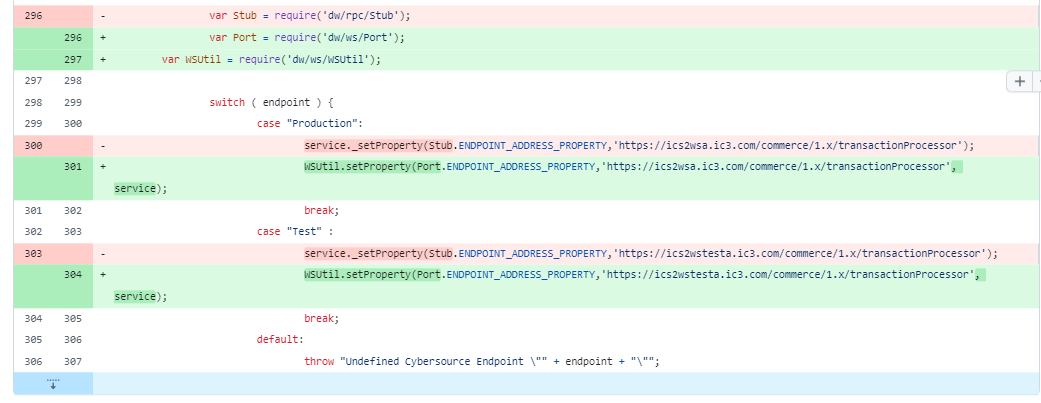 296 - var Stub = require('dw/rpc/Stub');
296 + var Port = require('dw/ws/Port');
297 + var WSUtil = require('dw/ws/WSUtil');
297 298
298 299 switch ( endpoint ) {
299 300 case "Production":
300 - service._setProperty(Stub.ENDPOINT_ADDRESS_PROPERTY,'https://ics2wsa.ic3.com/commerce/1.x/transactionProcessor');
301 + WSUtil.setProperty(Port.ENDPOINT_ADDRESS_PROPERTY,'https://ics2wsa.ic3.com/commerce/1.x/transactionProcessor',
service);
301 302 break;
302 303 case "Test" :
303 - service._setProperty(Stub.ENDPOINT_ADDRESS_PROPERTY,'https://ics2wstesta.ic3.com/commerce/1.x/transactionProcessor');
304 + WSUtil.setProperty(Port.ENDPOINT_ADDRESS_PROPERTY,'https://ics2wstesta.ic3.com/commerce/1.x/transactionProcessor',
service);
304 305 break;
305 306 default:
306 307 throw "Undefined Cybersource Endpoint \"" + endpoint + "\"";